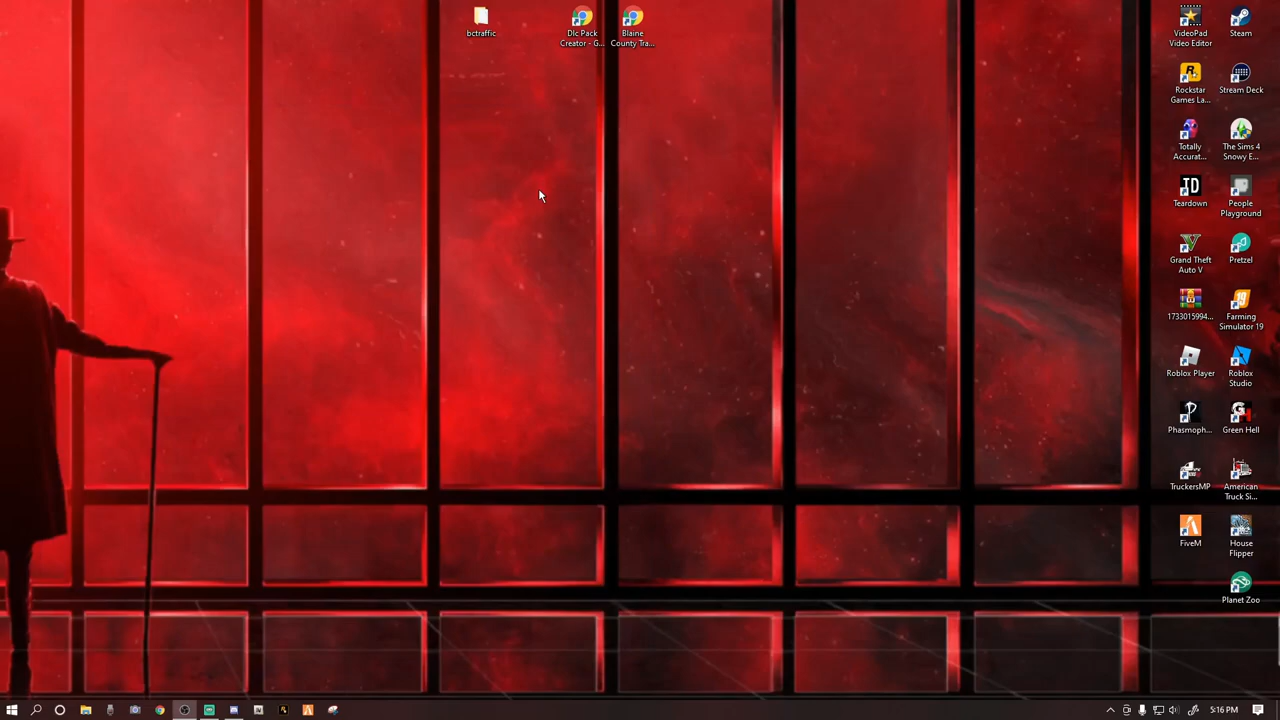 bctraffic
Dlc Pack
Creator - G...
Blaine
County Tra...
VideoPad
Video Editor
Steam
Rockstar
Games La...
Stream Deck
Totally
Accurat...
The Sims 4
Snowy E...
TD
Teardown
People
Playground
Grand Theft
Auto V
Pretzel
1733015994...
19
Farming
Simulator 19
Roblox Player
Roblox
Studio
Phasmoph...
Green Hell
TruckersMP
American
Truck Si...
FiveM
House
Flipper
Planet Zoo
5:16 PM